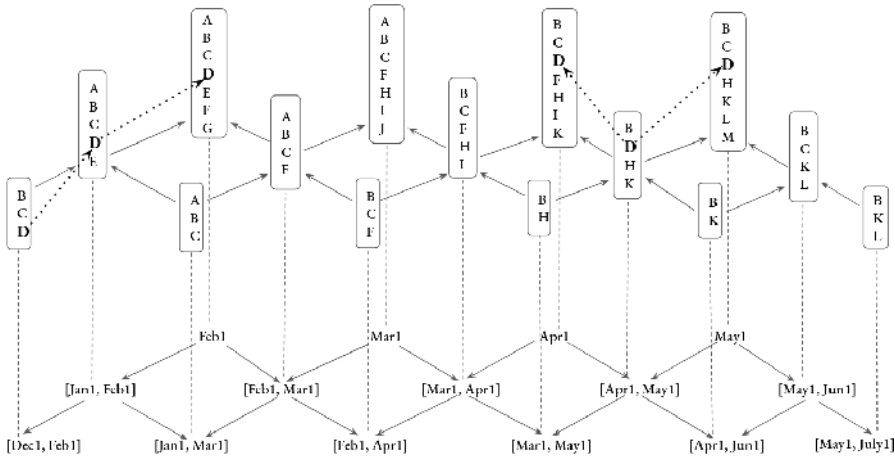 A
B
C
D
E
F
G
A
B
C
F
H
I
J
B
C
D
F
H
I
K
B
C
D
H
K
L
M
A
B
C
D
E
A
B
C
F
B
C
F
H
I
B
D
H
K
B
C
K
L
B
C
D
A
B
C
B
C
F
B
H
B
K
B
K
L
Feb1 Mar1 Apr1 May1
[Jan1, Feb1] [Feb1, Mar1] [Mar1, Apr1] [Apr1, May1] [May1, Jun1]
[Dec1, Feb1] [Jan1, Mar1] [Feb1, Apr1] [Mar1, May1] [Apr1, Jun1] [May1, July1]